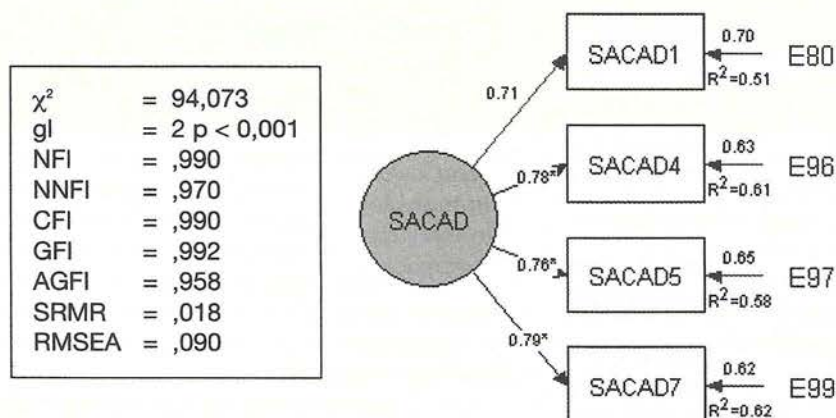 χ² = 94,073
gl = 2 p < 0,001
NFI = ,990
NNFI = ,970
CFI = ,990
GFI = ,992
AGFI = ,958
SRMR = ,018
RMSEA = ,090
SACAD
0.71
0.78*
0.76*
0.79*
SACAD1
0.70
R²=0.51
E80
SACAD4
0.63
R²=0.61
E96
SACAD5
0.65
R²=0.58
E97
SACAD7
0.62
R²=0.62
E99